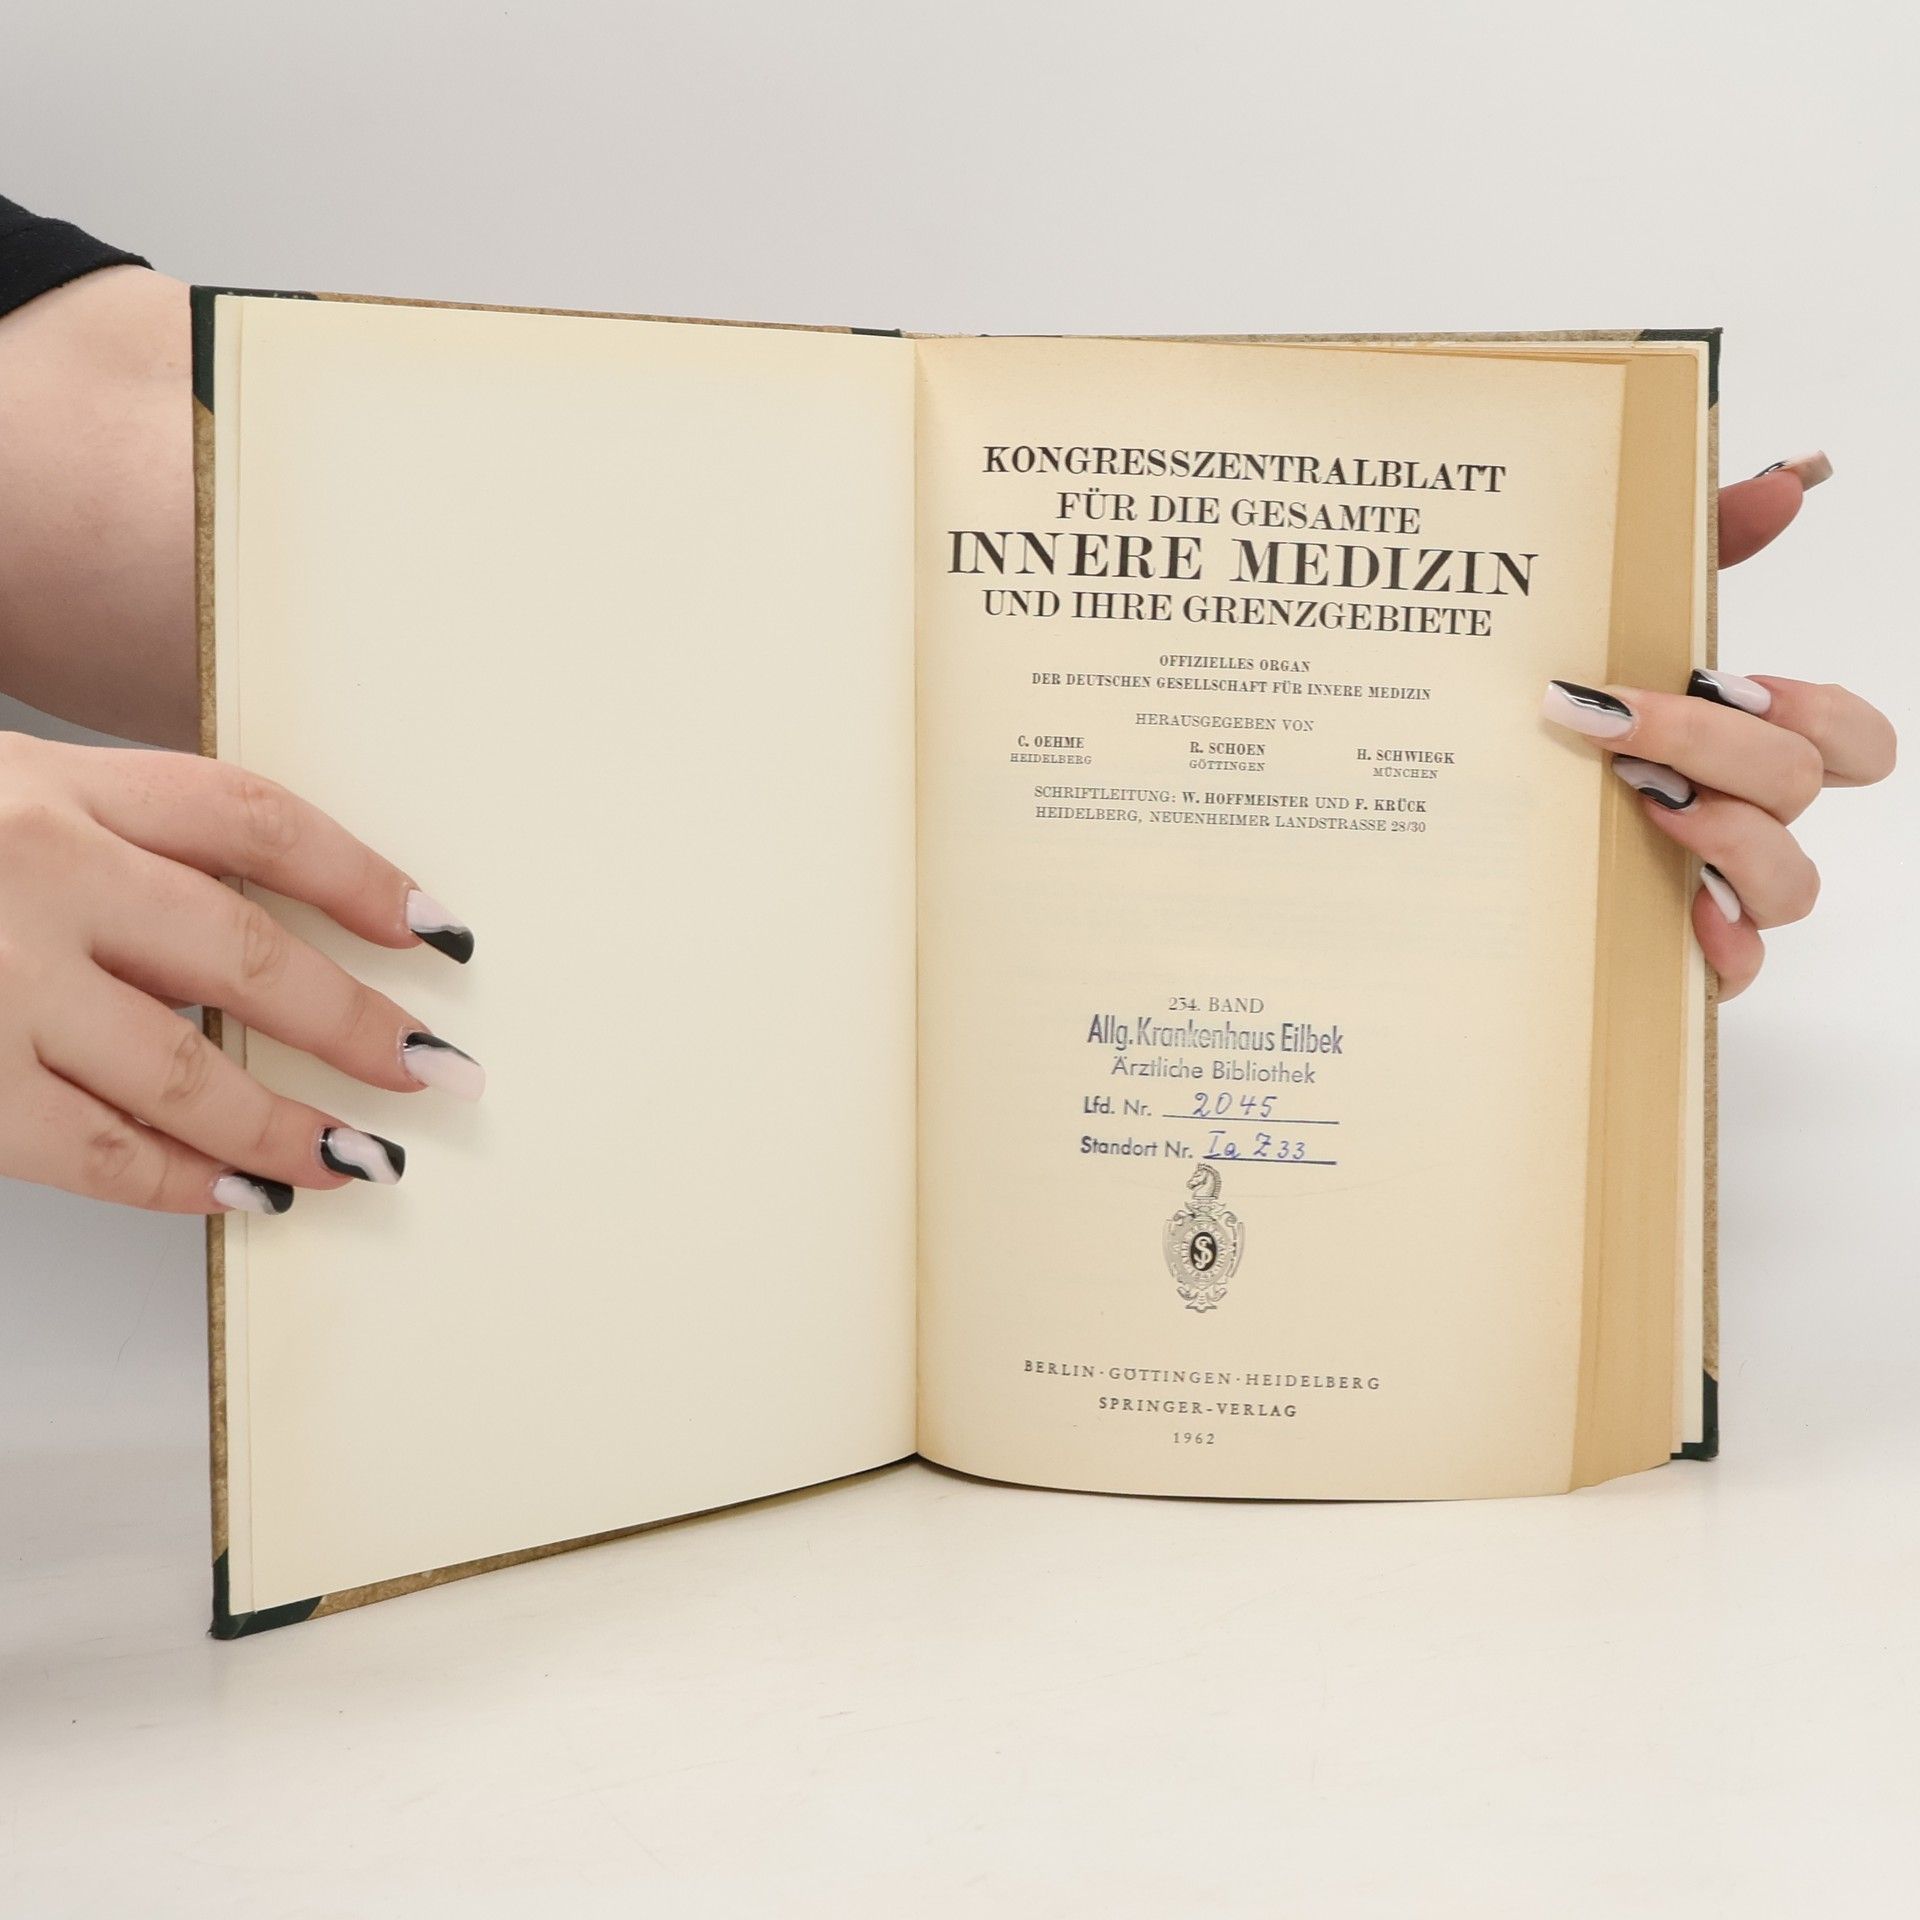 KONGRESSZENTRALBLATT
FÜR DIE GESAMTE
INNERE MEDIZIN
UND IHRE GRENZGEBIETE
OFFIZIELLES ORGAN
DER DEUTSCHEN GESELLSCHAFT FÜR INNERE MEDIZIN
HERAUSGEGEBEN VON
C. OEHME R. SCHOEN H. SCHWIEGK
HEIDELBERG GÖTTINGEN MÜNCHEN
SCHRIFTLEITUNG: W. HOFFMEISTER UND F. KRÜCK
HEIDELBERG, NEUENHEIMER LANDSTRASSE 28/30
234. BAND
Allg. Krankenhaus Eilbek
Ärztliche Bibliothek
Lfd. Nr. 2045
Standort Nr. Ia Z 33
BERLIN · GÖTTINGEN · HEIDELBERG
SPRINGER-VERLAG
1962